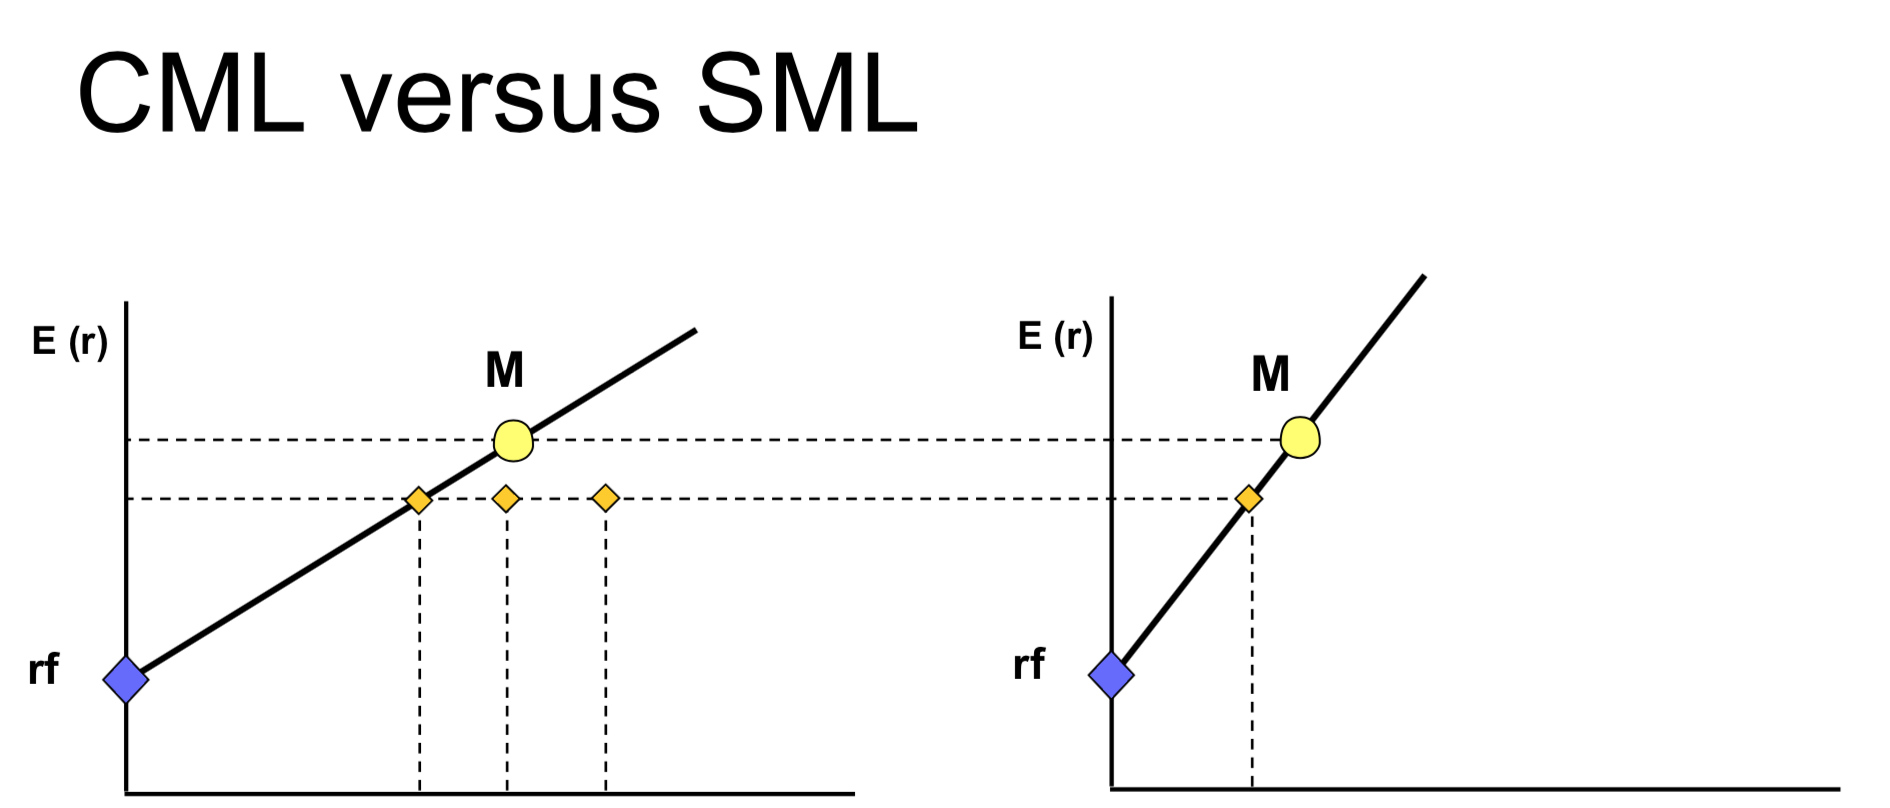 CML versus SML
E (r)
M
rf
E (r)
M
rf